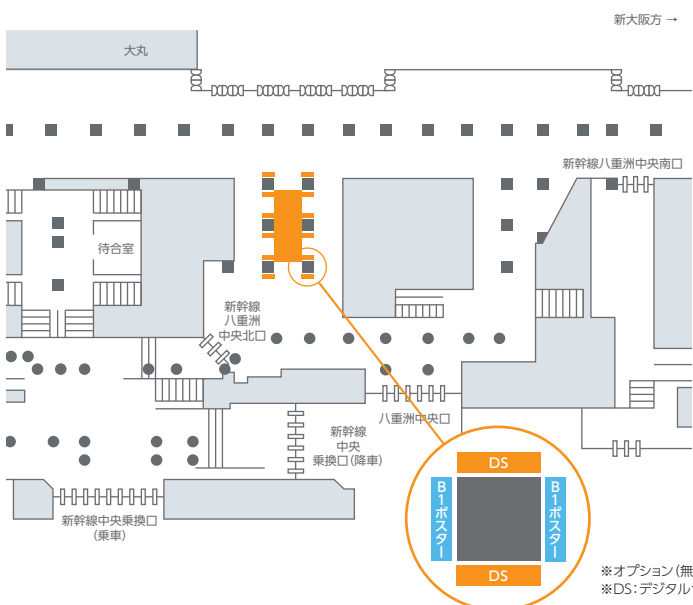 新大阪方 →
大丸
新幹線八重洲中央南口
待合室
新幹線
八重洲
中央北口
八重洲中央口
新幹線
中央
乗換口(降車)
新幹線中央乗換口
(乗車)
DS
B1ポスター
B1ポスター
DS
※オプション(無
※DS:デジタル